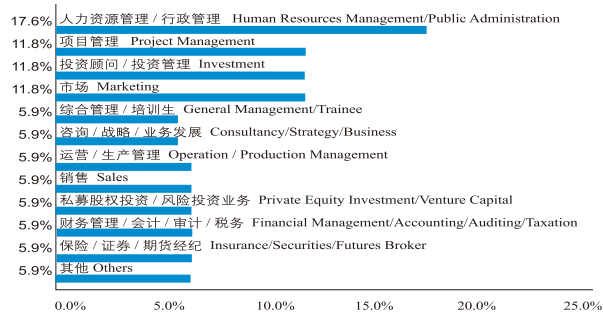 17.6% 人力资源管理 / 行政管理 Human Resources Management/Public Administration
11.8% 项目管理 Project Management
11.8% 投资顾问 / 投资管理 Investment
11.8% 市场 Marketing
5.9% 综合管理 / 培训生 General Management/Trainee
5.9% 咨询 / 战略 / 业务发展 Consultancy/Strategy/Business
5.9% 运营 / 生产管理 Operation / Production Management
5.9% 销售 Sales
5.9% 私募股权投资 / 风险投资业务 Private Equity Investment/Venture Capital
5.9% 财务管理 / 会计 / 审计 / 税务 Financial Management/Accounting/Auditing/Taxation
5.9% 保险 / 证券 / 期货经纪 Insurance/Securities/Futures Broker
5.9% 其他 Others
0.0% 5.0% 10.0% 15.0% 20.0% 25.0%